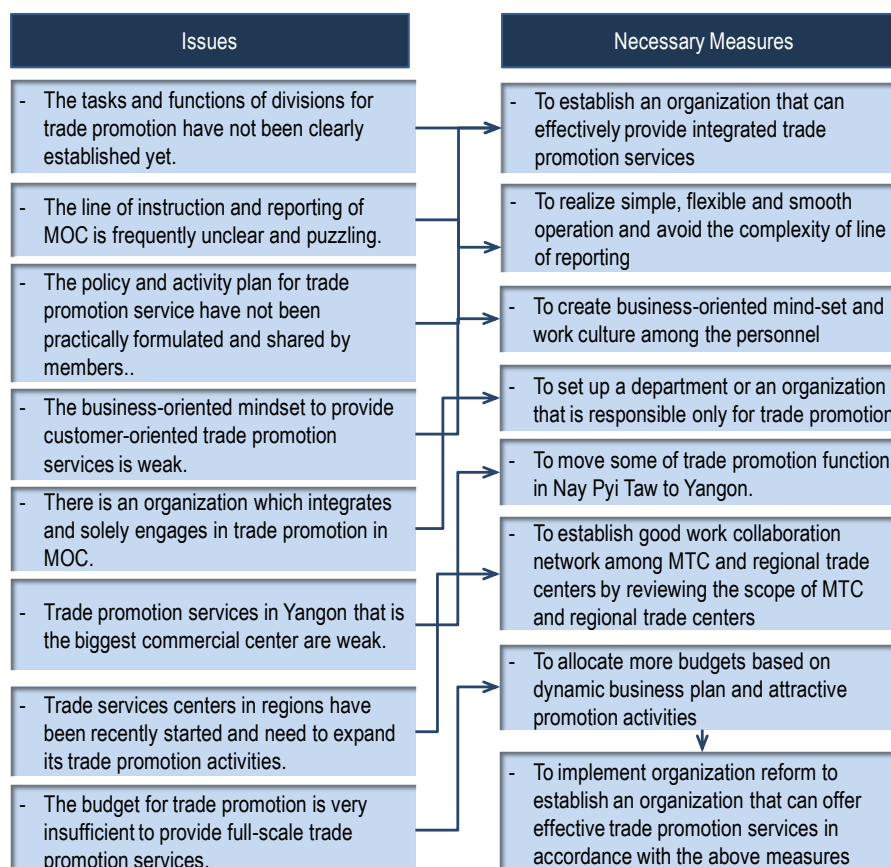 Issues
- The tasks and functions of divisions for
trade promotion have not been clearly
established yet.
- The line of instruction and reporting of
MOC is frequently unclear and puzzling.
- The policy and activity plan for trade
promotion service have not been
practically formulated and shared by
members..
- The business-oriented mindset to provide
customer-oriented trade promotion
services is weak.
- There is an organization which integrates
and solely engages in trade promotion in
MOC.
- Trade promotion services in Yangon that is
the biggest commercial center are weak.
- Trade services centers in regions have
been recently started and need to expand
its trade promotion activities.
- The budget for trade promotion is very
insufficient to provide full-scale trade
promotion services.
Necessary Measures
- To establish an organization that can
effectively provide integrated trade
promotion services
- To realize simple, flexible and smooth
operation and avoid the complexity of line
of reporting
- To create business-oriented mind-set and
work culture among the personnel
- To set up a department or an organization
that is responsible only for trade promotion
- To move some of trade promotion function
in Nay Pyi Taw to Yangon.
- To establish good work collaboration
network among MTC and regional trade
centers by reviewing the scope of MTC
and regional trade centers
- To allocate more budgets based on
dynamic business plan and attractive
promotion activities
- To implement organization reform to
establish an organization that can offer
effective trade promotion services in
accordance with the above measures